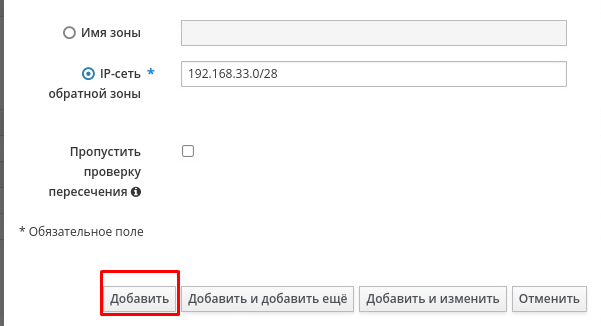 Имя зоны
IP-сеть * 192.168.33.0/28
обратной зоны
Пропустить
проверку
пересечения
* Обязательное поле
Добавить Добавить и добавить ещё Добавить и изменить Отменить